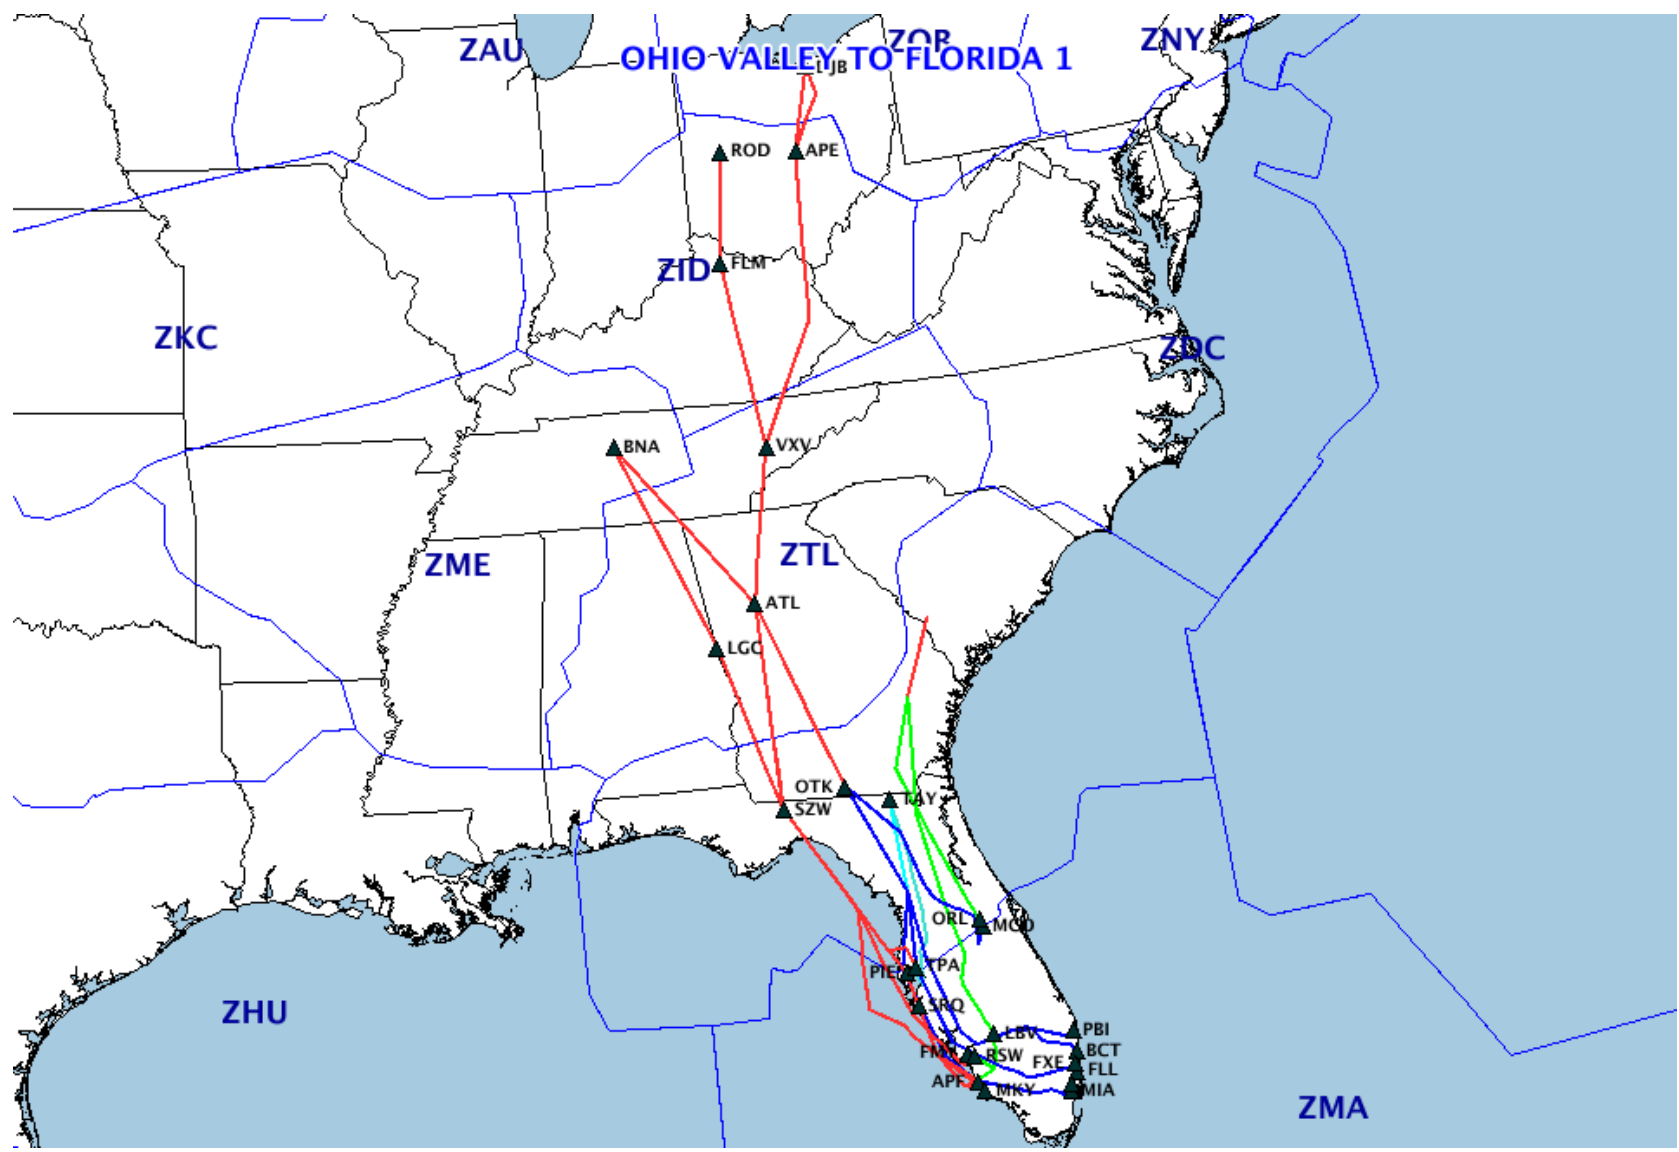 ZAU
ZOB
ZNY
OHIO VALLEY TO FLORIDA 1
ROD
APE
ZID
FLM
ZKC
ZDC
BNA
VXV
ZME
ZTL
ATL
LGC
OTK
TAY
SZW
ORL
MCO
PIE
TPA
SRQ
ZHU
LBV
PBI
FMY
RSW
FXE
BCT
FLL
APF
MKY
MIA
ZMA